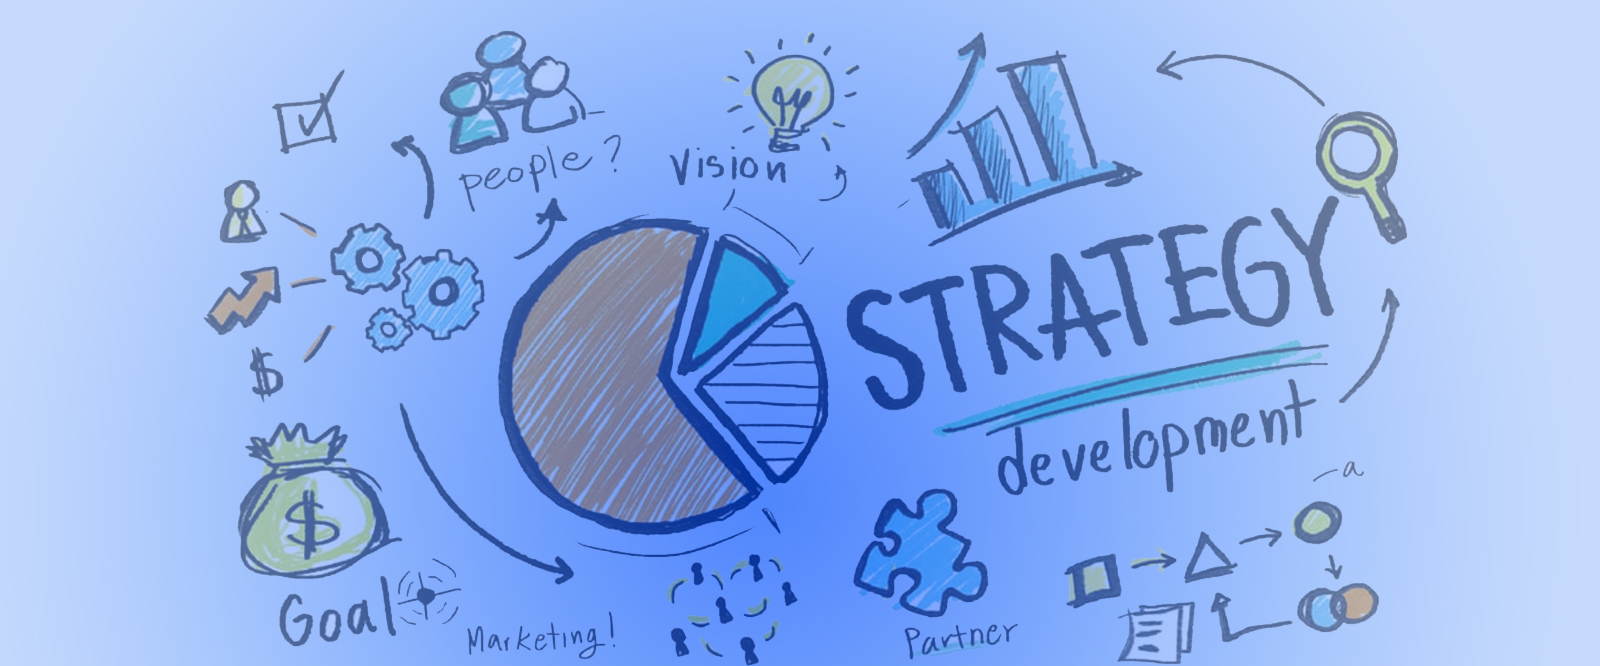 people?
Vision
STRATEGY
development
$
$
a
Goal
Marketing!
Partner